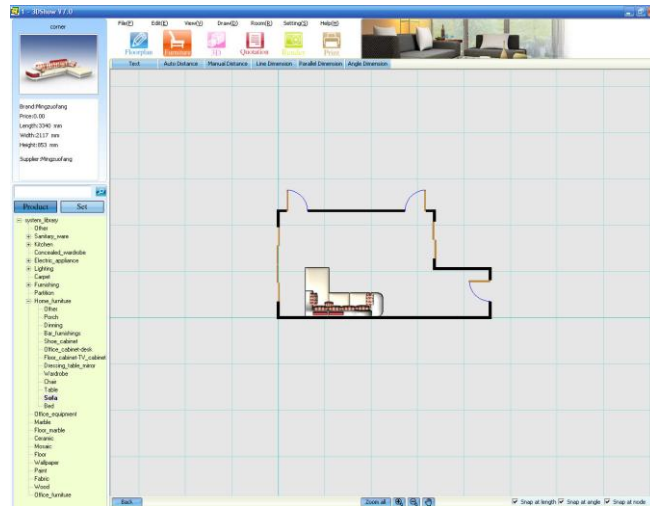 1 - 3DShow V7.0
corner
File(F) Edit(E) View(V) Draw(D) Room(R) Setting(S) Help(H)
Floorplan Furniture 3D Quotation Render Print
Text Auto Distance Manual Distance Line Dimension Parallel Dimension Angle Dimension
Brand:Mingzuofang
Price:0.00
Length:3340 mm
Width:2117 mm
Height:853 mm
Supplier:Mingzuofang
Product Set
system_library
Other
Sanitary_ware
Kitchen
Concealed_wardrobe
Electric_appliance
Lighting
Carpet
Furnishing
Partition
Home_furniture
Other
Porch
Dinning
Bar_furnishings
Shoe_cabinet
Office_cabinet-desk
Floor_cabinet-TV_cabinet
Dressing_table_mirror
Wardrobe
Chair
Table
Sofa
Bed
Office_equipment
Marble
Floor_marble
Ceramic
Mosaic
Floor
Wallpaper
Paint
Fabric
Wood
Office_furniture
Back Zoom all Snap at length Snap at angle Snap at node